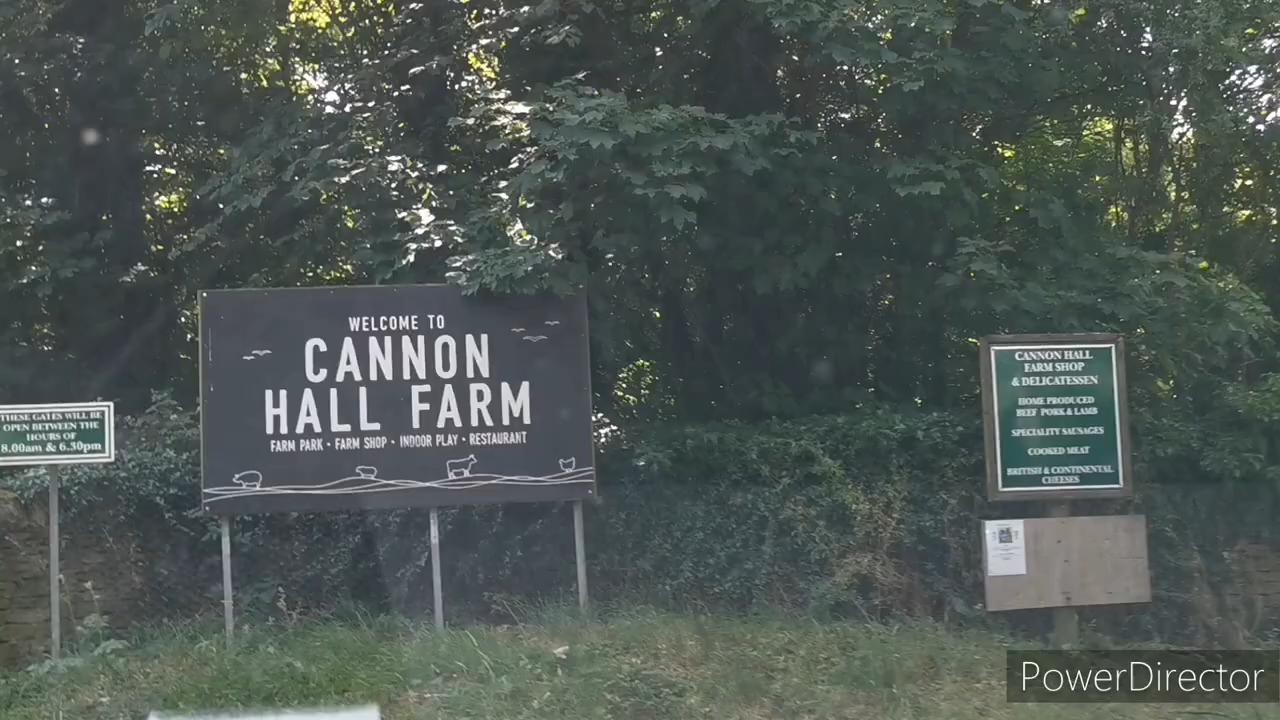 THESE GATES WILL BE
OPEN BETWEEN THE
HOURS OF
8.00am & 6.30pm
WELCOME TO
CANNON
HALL FARM
FARM PARK • FARM SHOP • INDOOR PLAY • RESTAURANT
CANNON HALL
FARM SHOP
& DELICATESSEN
HOME PRODUCED
BEEF PORK & LAMB
SPECIALITY SAUSAGES
COOKED MEAT
BRITISH & CONTINENTAL
CHEESES
PowerDirector